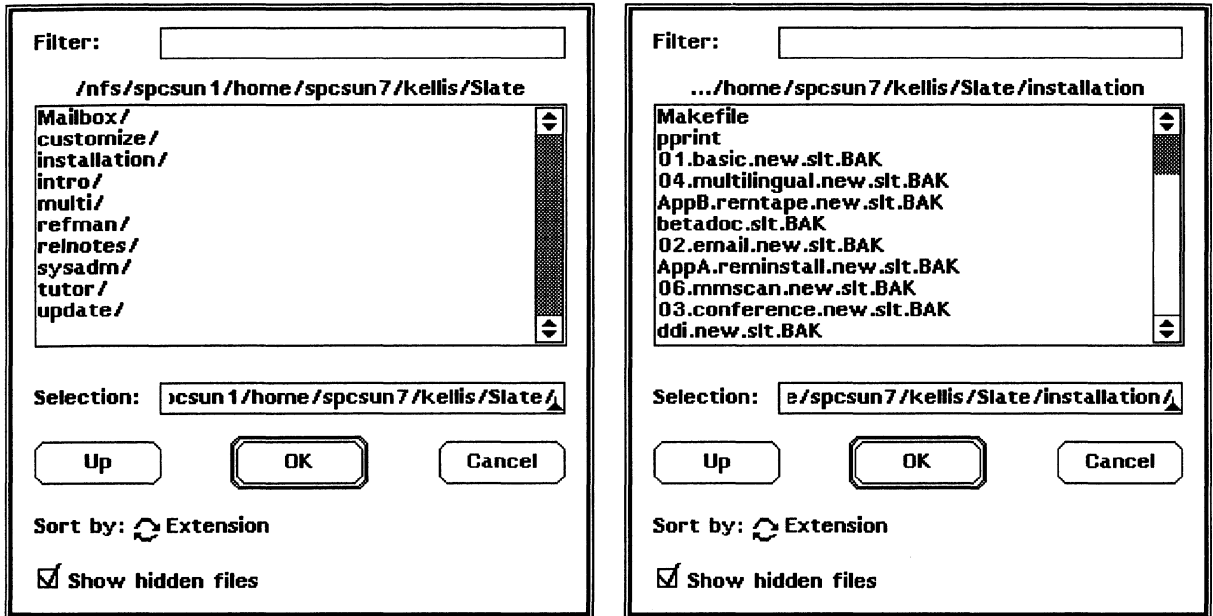 Filter:
/nfs/spcsun1/home/spcsun7/kellis/Slate
Mailbox/
customize/
installation/
intro/
multi/
refman/
relnotes/
sysadm/
tutor/
update/
Selection: pcsun1/home/spcsun7/kellis/Slate/
Up OK Cancel
Sort by: Extension
Show hidden files
Filter:
.../home/spcsun7/kellis/Slate/installation
Makefile
pprint
01.basic.new.slt.BAK
04.multilingual.new.slt.BAK
AppB.remtape.new.slt.BAK
betadoc.slt.BAK
02.email.new.slt.BAK
AppA.reminstall.new.slt.BAK
06.mmscan.new.slt.BAK
03.conference.new.slt.BAK
ddi.new.slt.BAK
Selection: e/spcsun7/kellis/Slate/installation/
Up OK Cancel
Sort by: Extension
Show hidden files